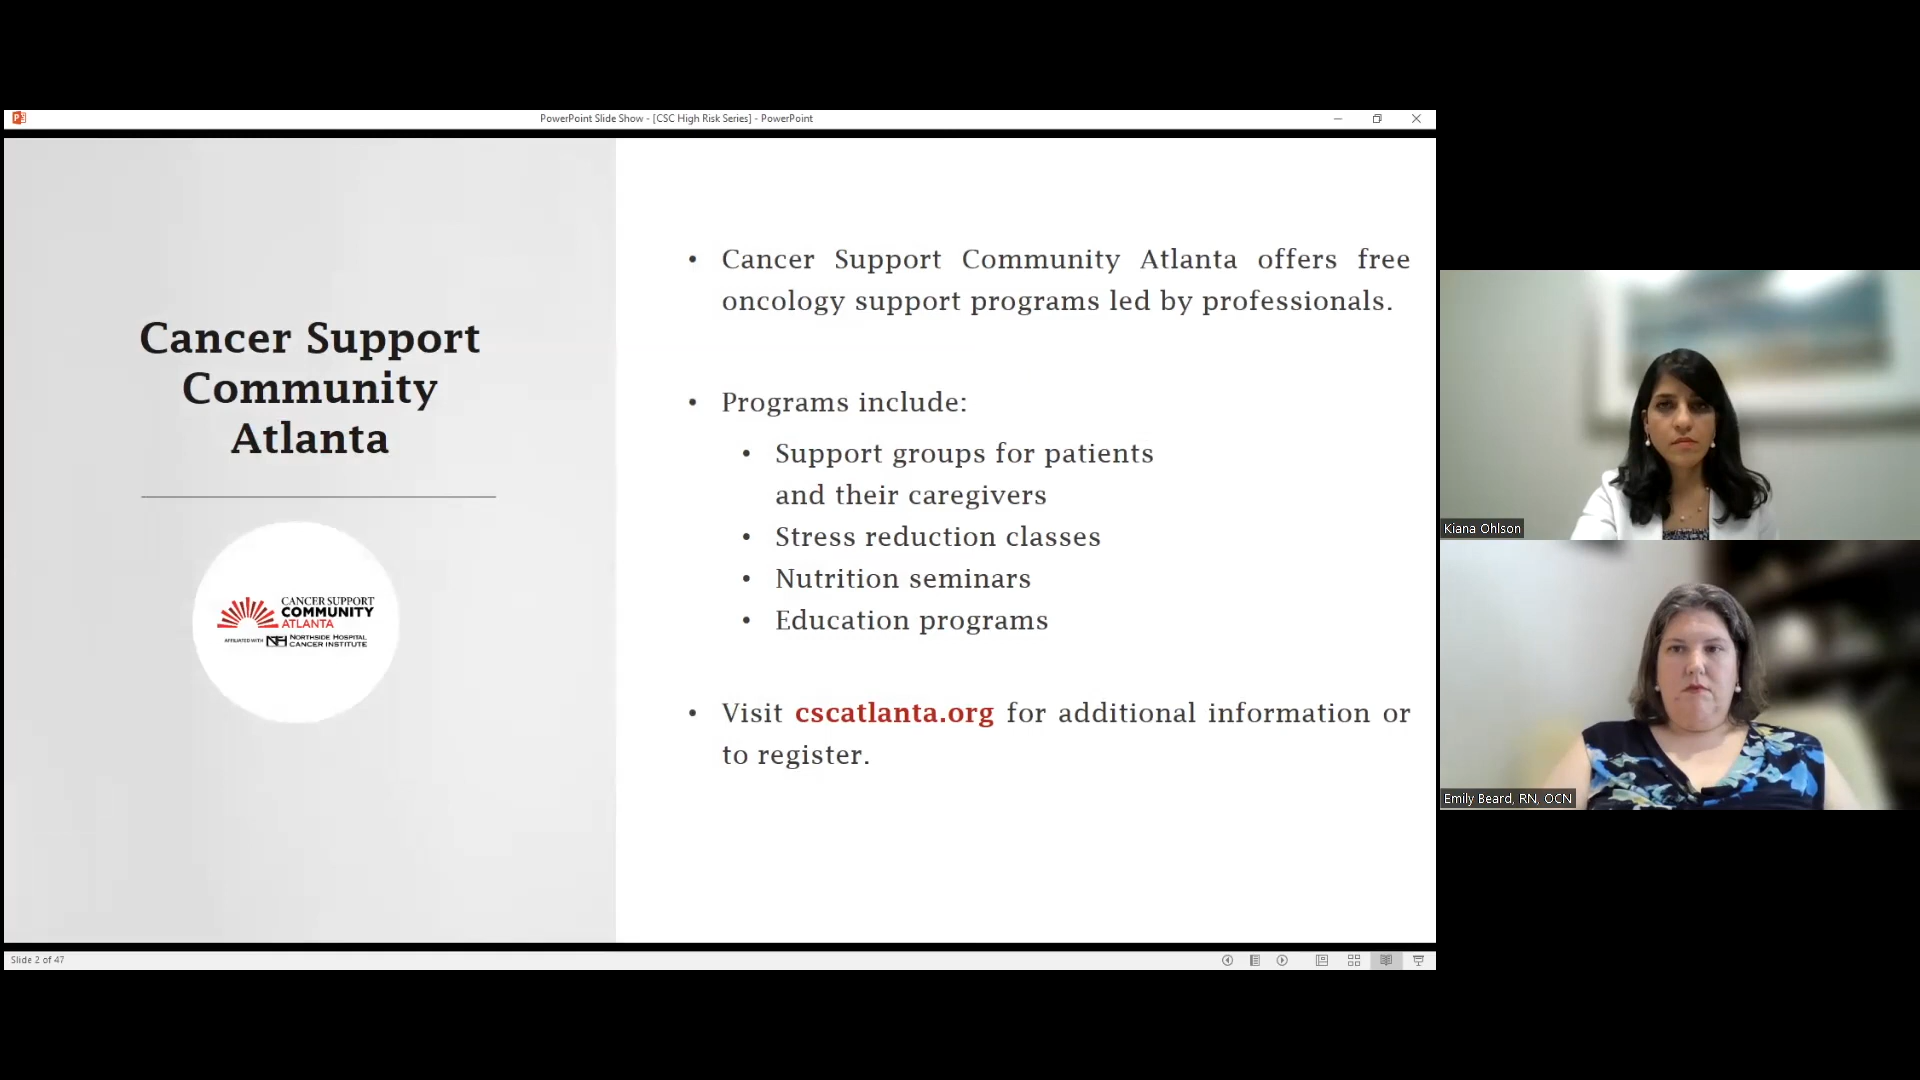 PowerPoint Slide Show - [CSC High Risk Series] - PowerPoint
Cancer Support
Community
Atlanta
CANCER SUPPORT
COMMUNITY
ATLANTA
AFFILIATED WITH NORTHSIDE HOSPITAL
CANCER INSTITUTE
• Cancer Support Community Atlanta offers free
oncology support programs led by professionals.
• Programs include:
• Support groups for patients
and their caregivers
• Stress reduction classes
• Nutrition seminars
• Education programs
• Visit cscatlanta.org for additional information or
to register.
Kiana Ohlson
Emily Beard, RN, OCN
Slide 2 of 47